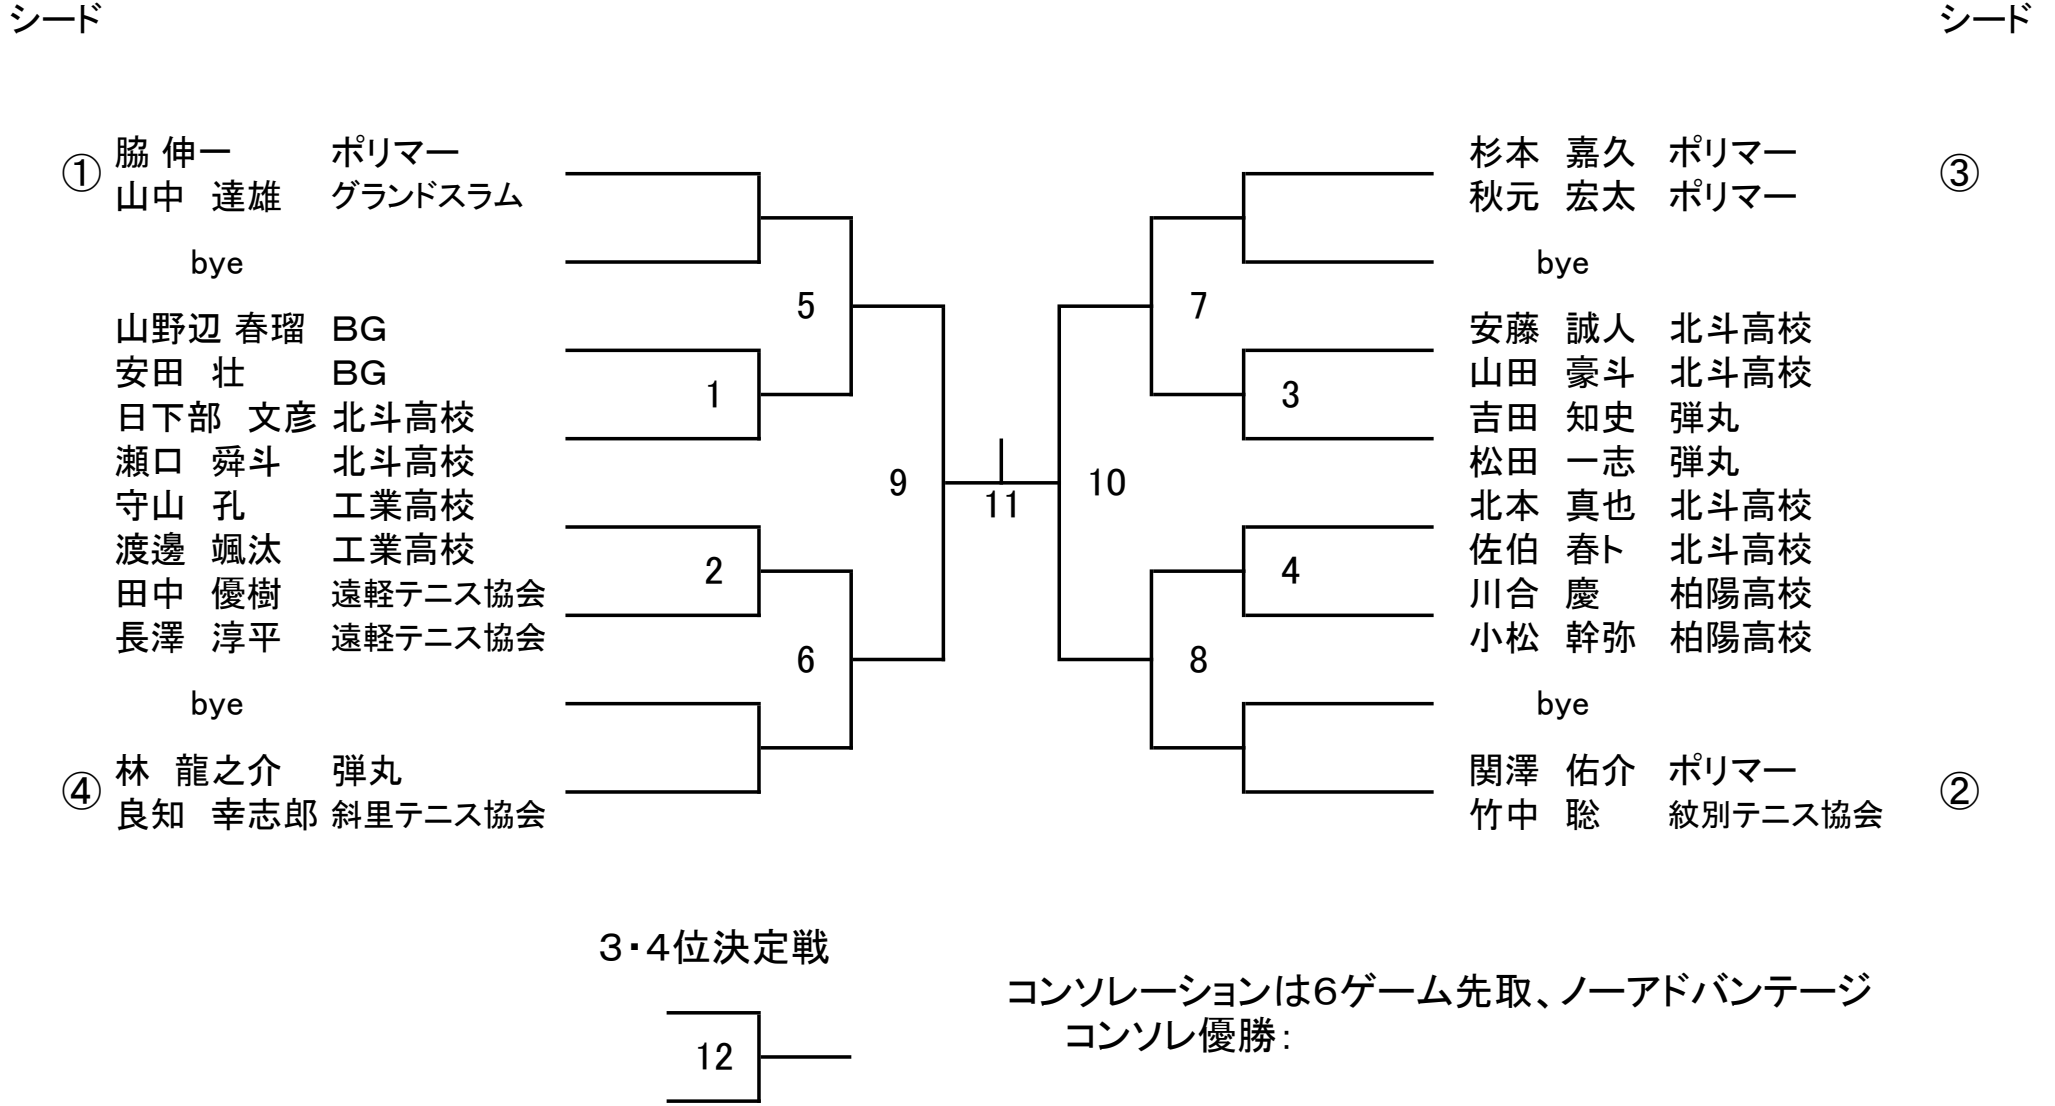 シード シード
① 脇 伸一 ポリマー
山中 達雄 グランドスラム
bye
山野辺 春瑠 BG
安田 壮 BG
日下部 文彦 北斗高校
瀬口 舜斗 北斗高校
守山 孔 工業高校
渡邊 颯汰 工業高校
田中 優樹 遠軽テニス協会
長澤 淳平 遠軽テニス協会
bye
④ 林 龍之介 弾丸
良知 幸志郎 斜里テニス協会
5
1
9
2
6
11
7
3
10
4
8
杉本 嘉久 ポリマー ③
秋元 宏太 ポリマー
bye
安藤 誠人 北斗高校
山田 豪斗 北斗高校
吉田 知史 弾丸
松田 一志 弾丸
北本 真也 北斗高校
佐伯 春ト 北斗高校
川合 慶 柏陽高校
小松 幹弥 柏陽高校
bye
関澤 佑介 ポリマー ②
竹中 聡 紋別テニス協会
3・4位決定戦
12
コンソレーションは6ゲーム先取、ノーアドバンテージ
コンソレ優勝：